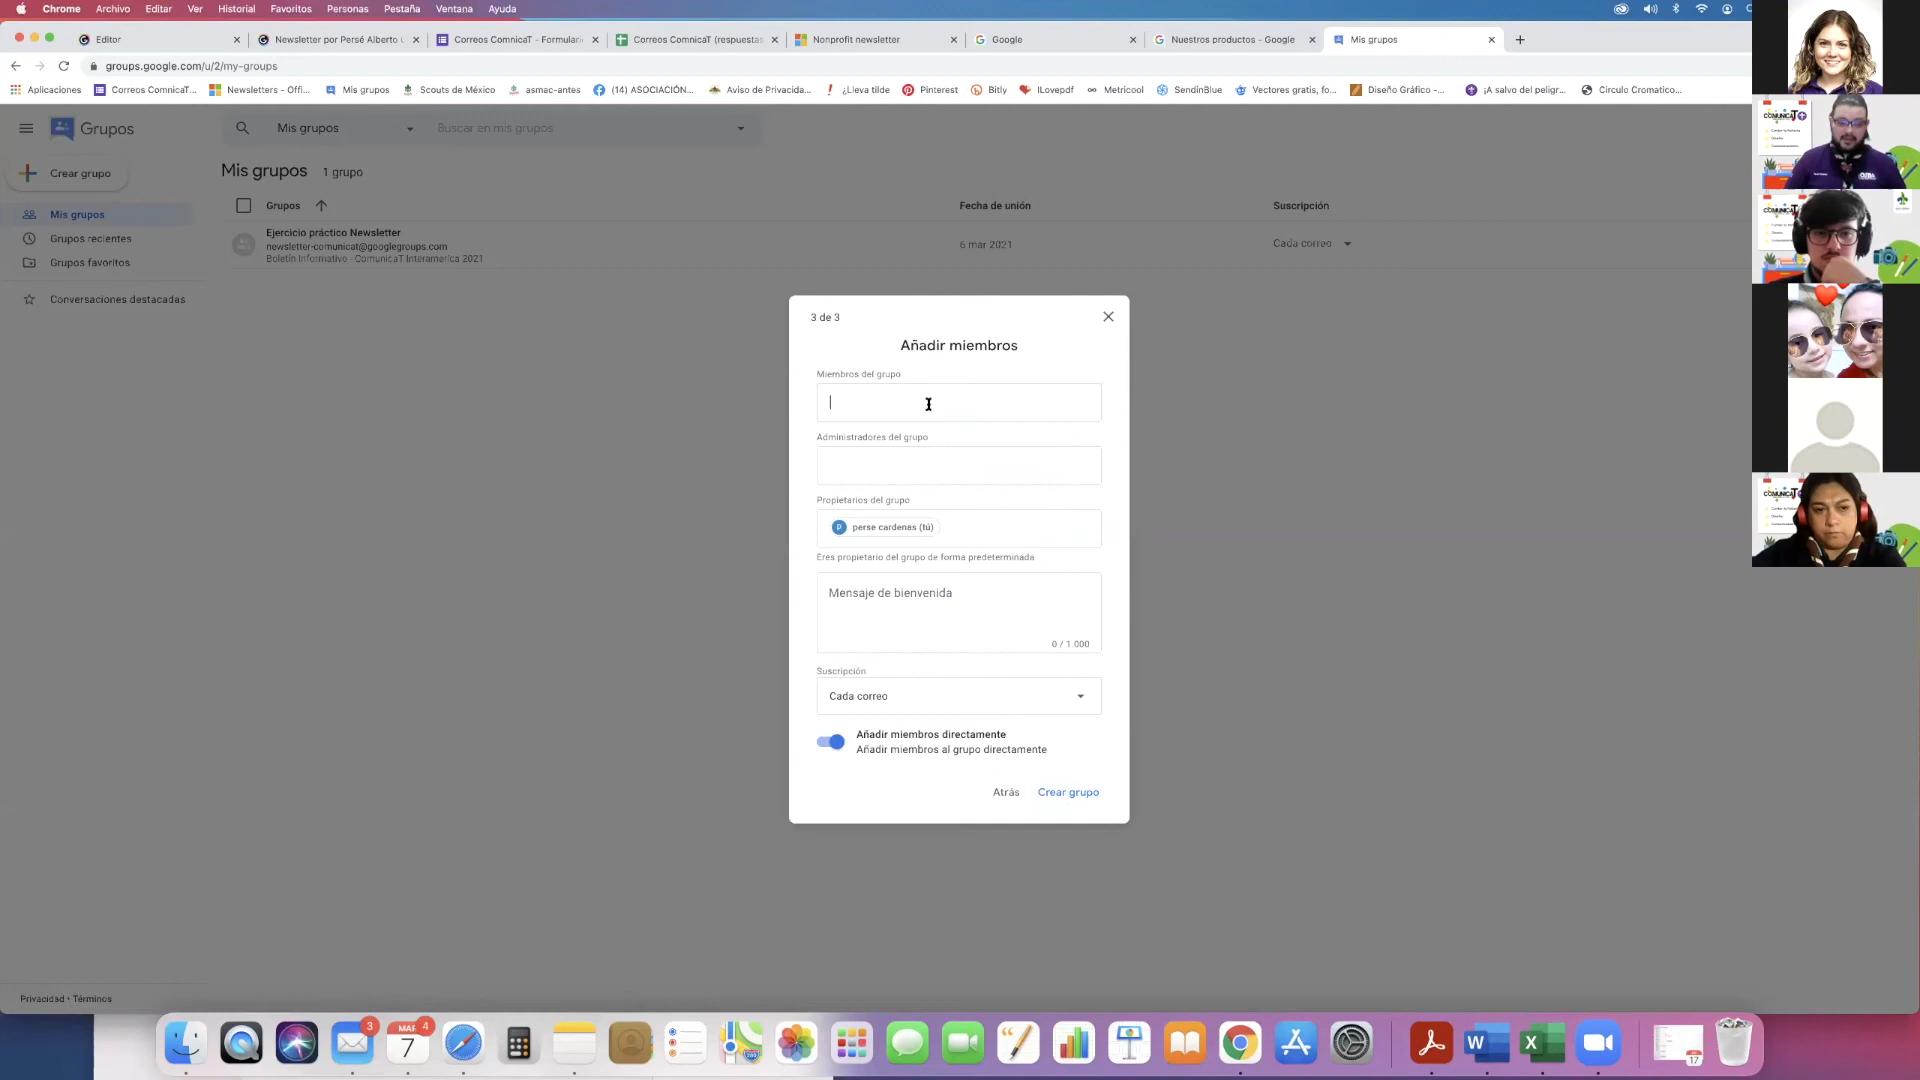 Chrome Archivo Editar Ver Historial Favoritos Personas Pestaña Ventana Ayuda
Editor
Newsletter por Persé Alberto
Correos ComnicaT - Formulari
Correos ComnicaT (respuestas
Nonprofit newsletter
Google
Nuestros productos - Google
Mis grupos
groups.google.com/u/2/my-groups
Aplicaciones
Correos ComnicaT...
Newsletters - Offi...
Mis grupos
Scouts de México
asmac-antes
(14) ASOCIACIÓN...
Aviso de Privacida...
¿Lleva tilde
Pinterest
Bitly
ILovepdf
Metricool
SendinBlue
Vectores gratis, fo...
Diseño Gráfico -...
¡A salvo del peligr...
Circulo Cromatico...
Grupos
Mis grupos
Buscar en mis grupos
Crear grupo
Mis grupos 1 grupo
Grupos
Fecha de unión
Suscripción
Mis grupos
Grupos recientes
Grupos favoritos
Conversaciones destacadas
Ejercicio práctico Newsletter
newsletter-comunicat@googlegroups.com
Boletín Informativo - ComunicaT Interamerica 2021
6 mar 2021
Cada correo
3 de 3
Añadir miembros
Miembros del grupo
Administradores del grupo
Propietarios del grupo
P perse cardenas (tú)
Eres propietario del grupo de forma predeterminada
Mensaje de bienvenida
0 / 1.000
Suscripción
Cada correo
Añadir miembros directamente
Añadir miembros al grupo directamente
Atrás
Crear grupo
Privacidad • Términos
3
MAR
4
7
280
W
X
17